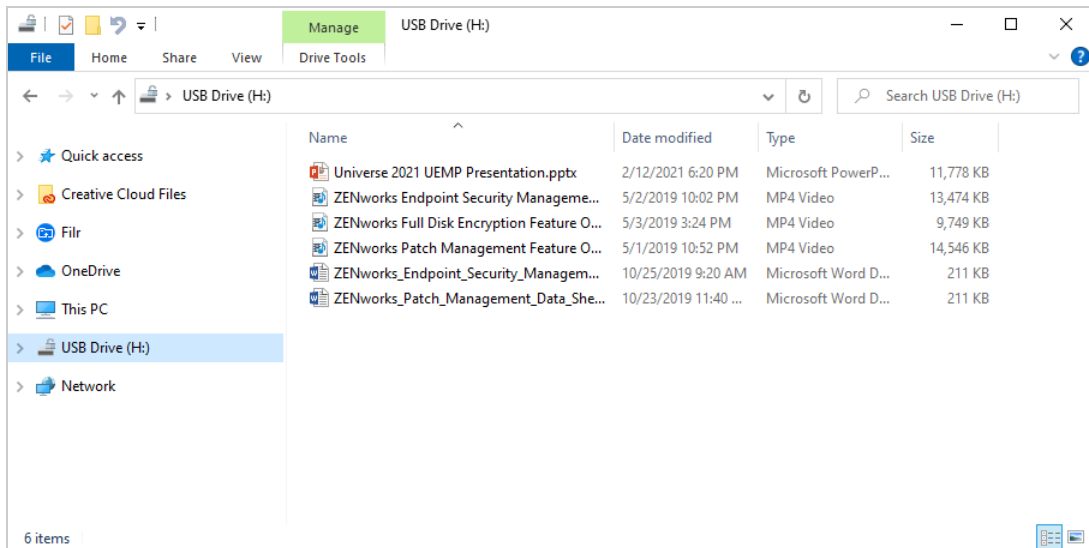 Manage USB Drive (H:)
File Home Share View Drive Tools
USB Drive (H:) Search USB Drive (H:)
Name Date modified Type Size
Quick access
Creative Cloud Files
Filr
OneDrive
This PC
USB Drive (H:)
Network
Universe 2021 UEMP Presentation.pptx 2/12/2021 6:20 PM Microsoft PowerP... 11,778 KB
ZENworks Endpoint Security Manageme... 5/2/2019 10:02 PM MP4 Video 13,474 KB
ZENworks Full Disk Encryption Feature O... 5/3/2019 3:24 PM MP4 Video 9,749 KB
ZENworks Patch Management Feature O... 5/1/2019 10:52 PM MP4 Video 14,546 KB
ZENworks_Endpoint_Security_Managem... 10/25/2019 9:20 AM Microsoft Word D... 211 KB
ZENworks_Patch_Management_Data_She... 10/23/2019 11:40 ... Microsoft Word D... 211 KB
6 items